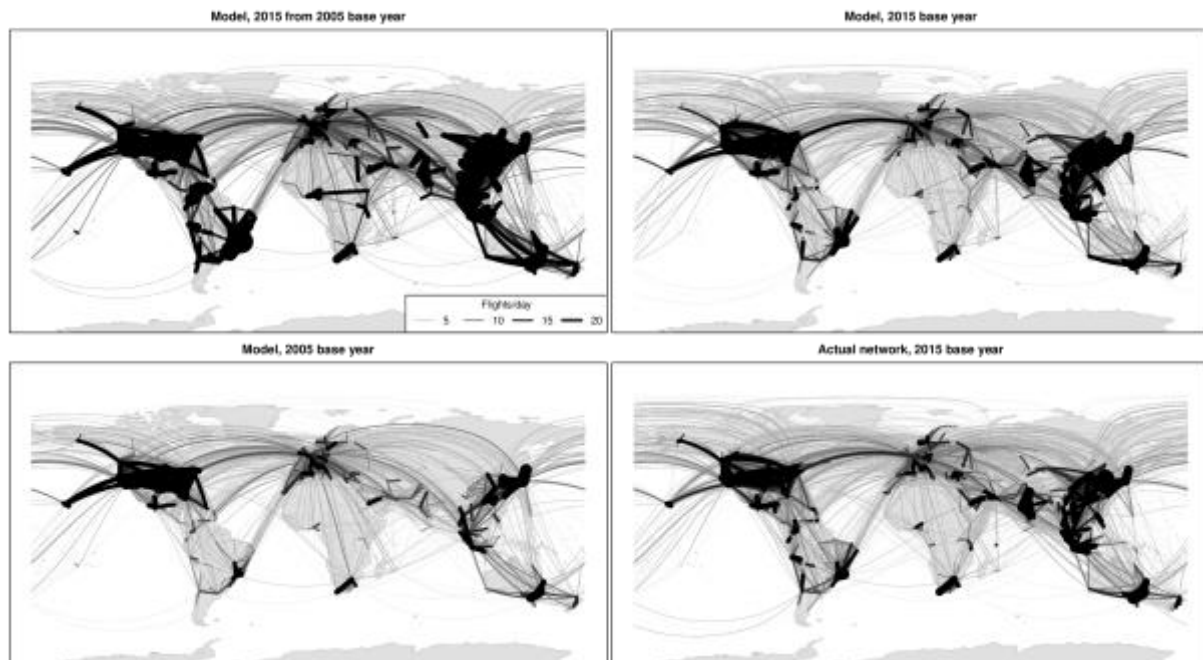 Model, 2015 from 2005 base year
Model, 2015 base year
Flights/day
5 10 15 20
Model, 2005 base year
Actual network, 2015 base year